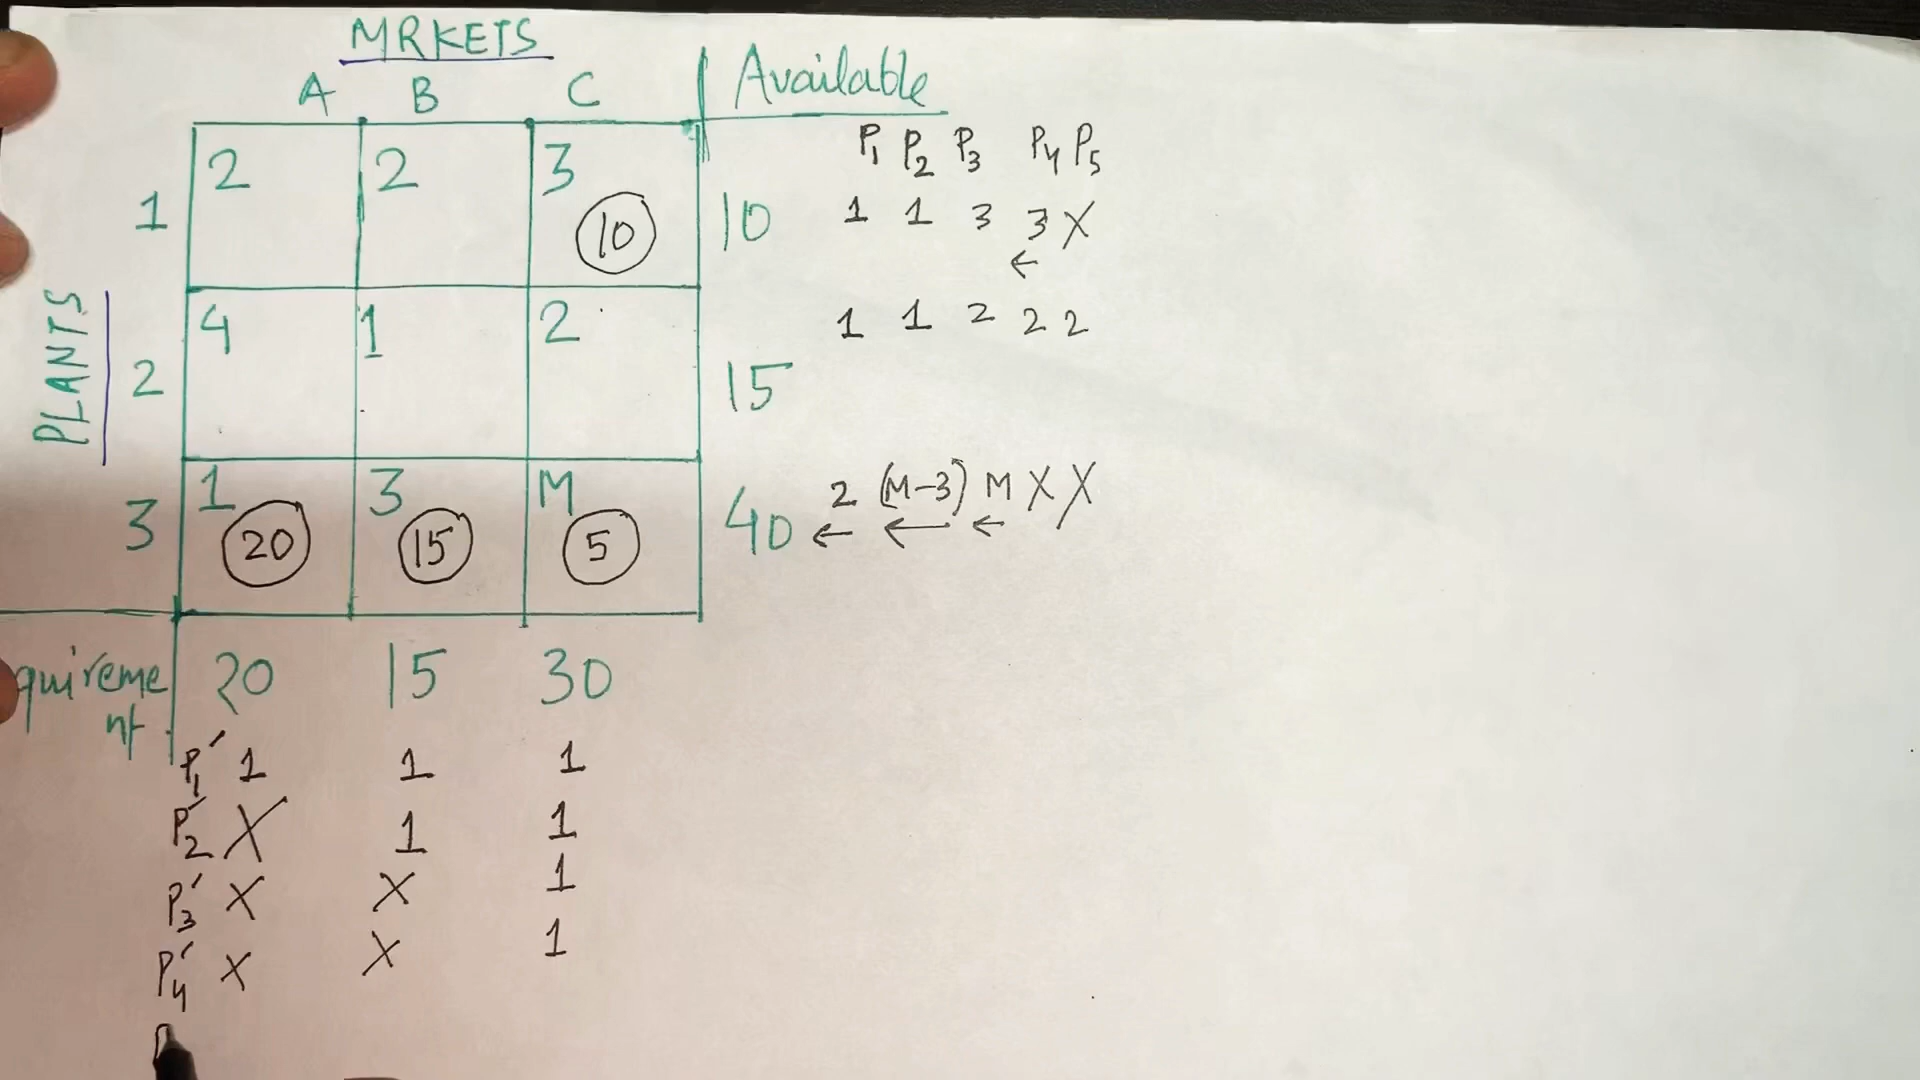 MRKETS
A B C Available
P1 P2 P3 P4 P5
1 2 2 3 10 10 1 1 3 3 X
←
PLANTS
2 4 1 2 15 1 1 2 2 2
3 1 20 3 15 M 5 40 2 (M-3) M X X
← ← ←
quireme 20 15 30
nt
P1' 1 1 1
P2' X 1 1
P3' X X 1
P4' X X 1